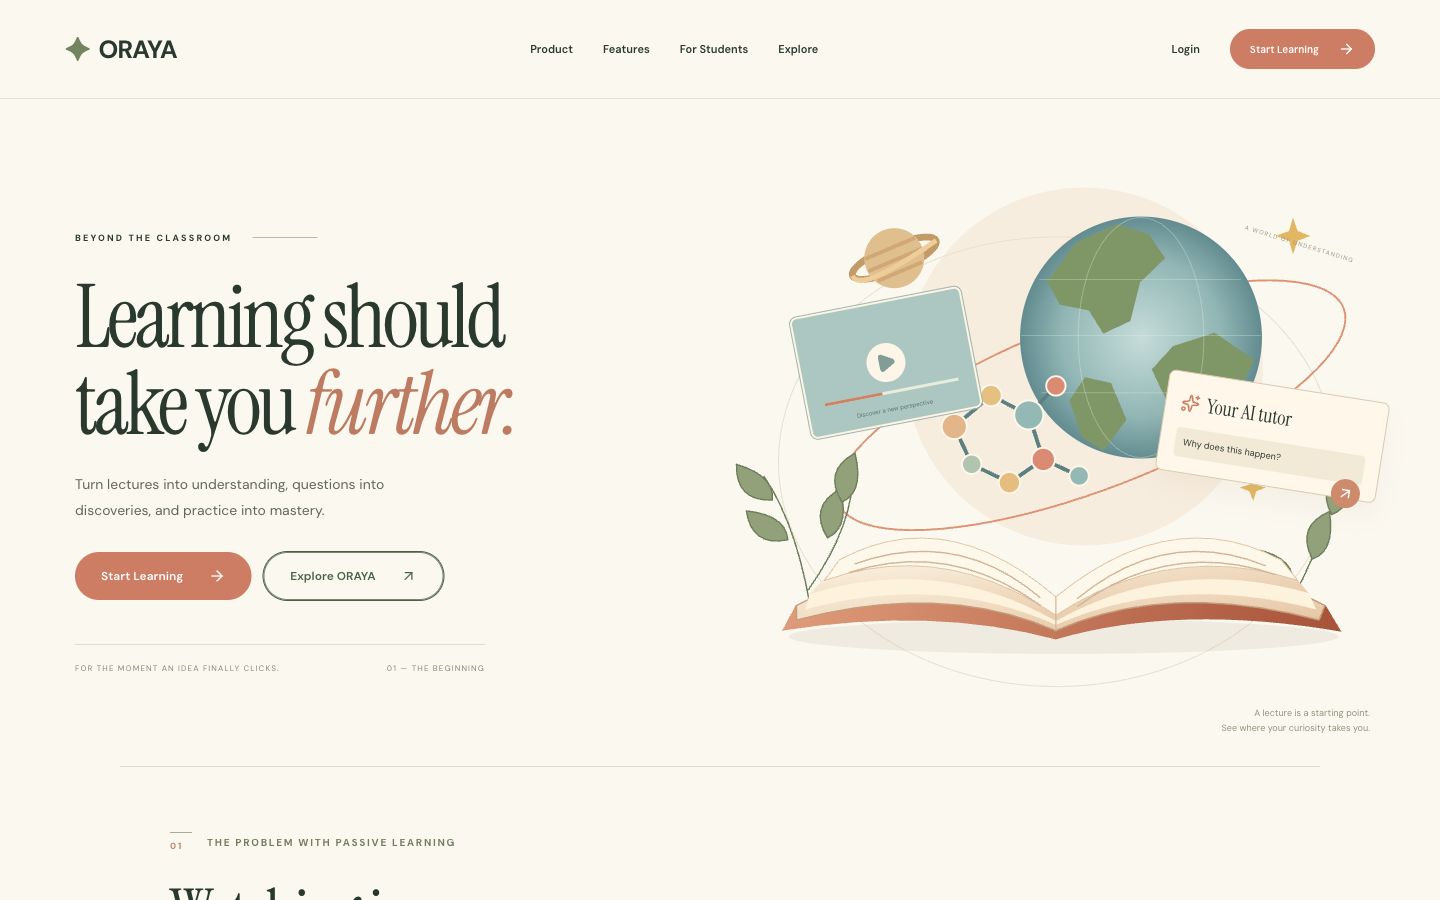 ORAYA
Product
Features
For Students
Explore
Login
Start Learning
BEYOND THE CLASSROOM
Learning should
take you further.
Turn lectures into understanding, questions into
discoveries, and practice into mastery.
Start Learning
Explore ORAYA
FOR THE MOMENT AN IDEA FINALLY CLICKS.
01 — THE BEGINNING
A WORLD OF UNDERSTANDING
Discover a new perspective
Your AI tutor
Why does this happen?
A lecture is a starting point.
See where your curiosity takes you.
01
THE PROBLEM WITH PASSIVE LEARNING